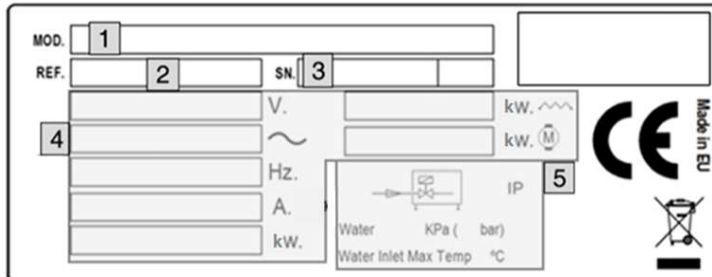 MOD. 1
REF. 2 SN. 3
V. kW.
4 kW. M
Hz. 5
IP
A.
Water KPa ( bar)
kW.
Water Inlet Max Temp °C
CE
Made in EU